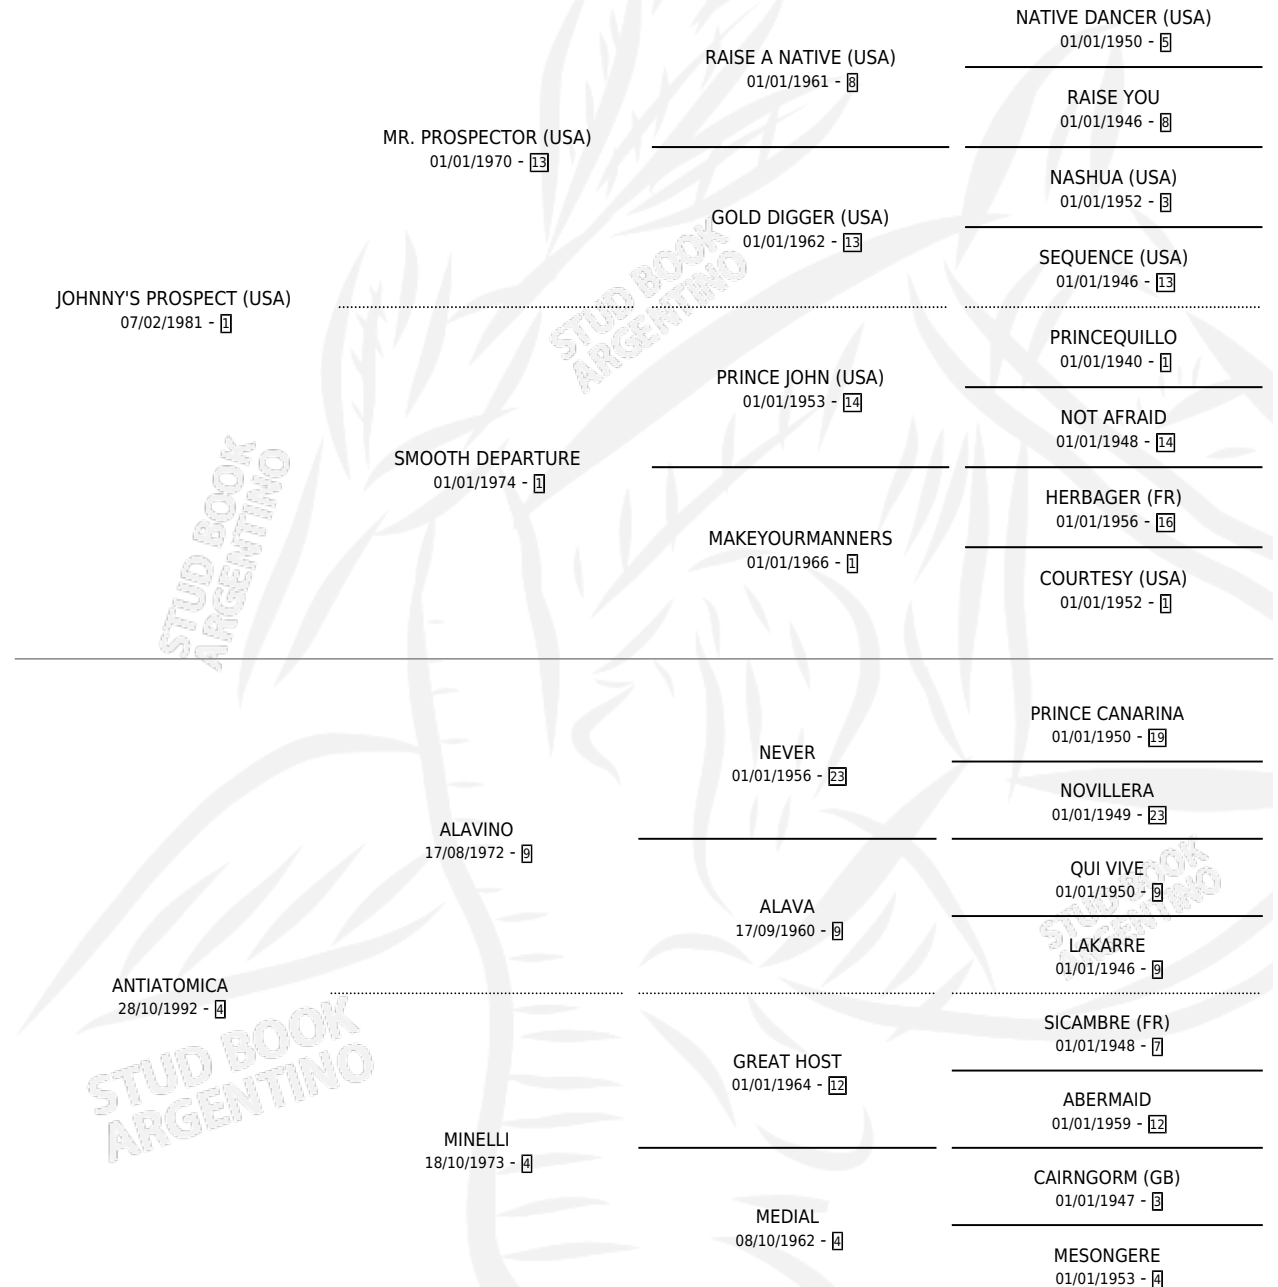 NATIVE DANCER (USA)
01/01/1950 - 5
RAISE A NATIVE (USA)
01/01/1961 - 8
RAISE YOU
01/01/1946 - 8
MR. PROSPECTOR (USA)
01/01/1970 - 13
NASHUA (USA)
01/01/1952 - 3
GOLD DIGGER (USA)
01/01/1962 - 13
SEQUENCE (USA)
01/01/1946 - 13
JOHNNY'S PROSPECT (USA)
07/02/1981 - 1
PRINCEQUILLO
01/01/1940 - 1
PRINCE JOHN (USA)
01/01/1953 - 14
NOT AFRAID
01/01/1948 - 14
SMOOTH DEPARTURE
01/01/1974 - 1
HERBAGER (FR)
01/01/1956 - 16
MAKEYOURMANNERS
01/01/1966 - 1
COURTESY (USA)
01/01/1952 - 1
PRINCE CANARINA
01/01/1950 - 19
NEVER
01/01/1956 - 23
NOVILLERA
01/01/1949 - 23
ALAVINO
17/08/1972 - 9
QUI VIVE
01/01/1950 - 9
ALAVA
17/09/1960 - 9
LAKARRE
01/01/1946 - 9
ANTIATOMICA
28/10/1992 - 4
SICAMBRE (FR)
01/01/1948 - 7
GREAT HOST
01/01/1964 - 12
ABERMAID
01/01/1959 - 12
MINELLI
18/10/1973 - 4
CAIRNGORM (GB)
01/01/1947 - 3
MEDIAL
08/10/1962 - 4
MESONGERE
01/01/1953 - 4
STUD BOOK
ARGENTINO
STUD BOOK
ARGENTINO
STUD BOOK
ARGENTINO
STUD BOOK
ARGENTINO